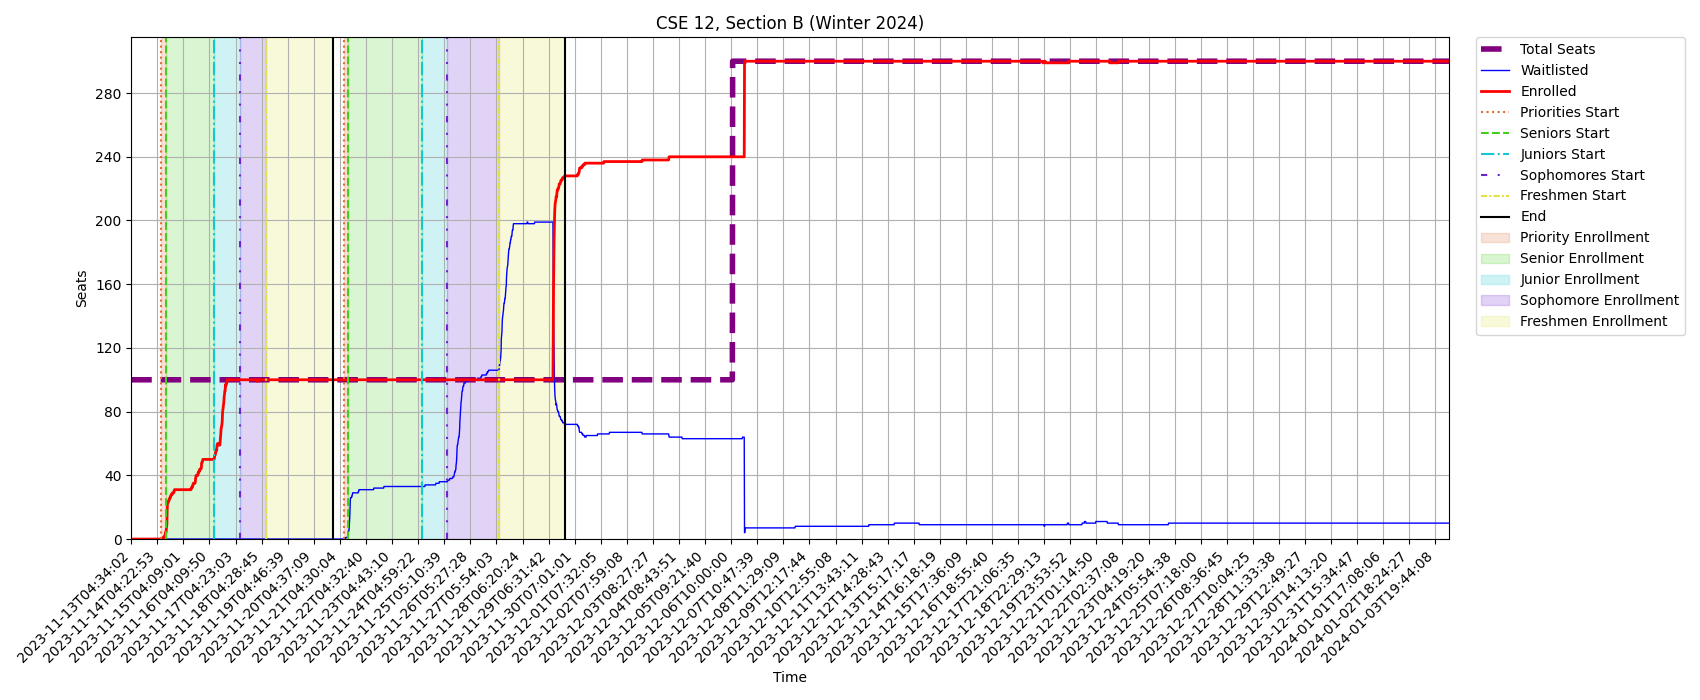 CSE 12, Section B (Winter 2024)
Seats
280
240
200
160
120
80
40
0
2023-11-13T04:34:02
2023-11-14T04:22:53
2023-11-15T04:09:01
2023-11-16T04:09:50
2023-11-17T04:23:03
2023-11-18T04:28:45
2023-11-19T04:46:39
2023-11-20T04:37:09
2023-11-21T04:30:04
2023-11-22T04:32:40
2023-11-23T04:43:10
2023-11-24T04:59:22
2023-11-25T05:10:39
2023-11-26T05:27:28
2023-11-27T05:54:03
2023-11-28T06:20:24
2023-11-29T06:31:42
2023-11-30T07:01:01
2023-12-01T07:32:05
2023-12-02T07:59:08
2023-12-03T08:27:27
2023-12-04T08:43:51
2023-12-05T09:21:40
2023-12-06T10:00:00
2023-12-07T10:47:39
2023-12-08T11:29:09
2023-12-09T12:17:44
2023-12-10T12:55:08
2023-12-11T13:43:11
2023-12-12T14:28:43
2023-12-13T15:17:17
2023-12-14T16:18:19
2023-12-15T17:36:09
2023-12-16T18:55:40
2023-12-17T21:06:35
2023-12-18T22:29:13
2023-12-19T23:53:52
2023-12-21T01:14:50
2023-12-22T02:37:08
2023-12-23T04:19:20
2023-12-24T05:54:38
2023-12-25T07:18:00
2023-12-26T08:36:45
2023-12-27T10:04:25
2023-12-28T11:33:38
2023-12-29T12:49:27
2023-12-30T14:13:20
2023-12-31T15:34:47
2024-01-01T17:08:06
2024-01-02T18:24:27
2024-01-03T19:44:08
Time
Total Seats
Waitlisted
Enrolled
Priorities Start
Seniors Start
Juniors Start
Sophomores Start
Freshmen Start
End
Priority Enrollment
Senior Enrollment
Junior Enrollment
Sophomore Enrollment
Freshmen Enrollment